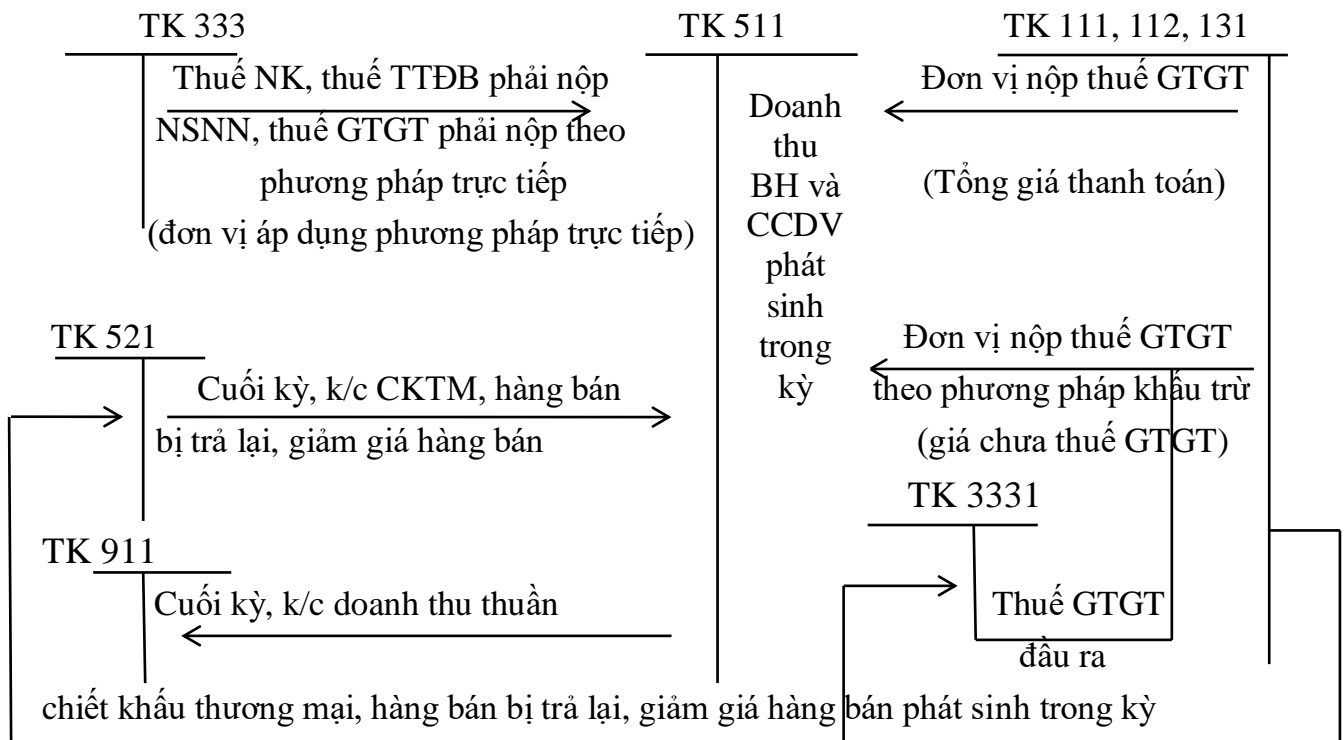 TK 333
TK 511
TK 111, 112, 131
Thuế NK, thuế TTĐB phải nộp
NSNN, thuế GTGT phải nộp theo
phương pháp trực tiếp
(đơn vị áp dụng phương pháp trực tiếp)
Doanh
thu
BH và
CCDV
phát
sinh
trong
kỳ
Đơn vị nộp thuế GTGT
(Tổng giá thanh toán)
TK 521
Cuối kỳ, k/c CKTM, hàng bán
bị trả lại, giảm giá hàng bán
Đơn vị nộp thuế GTGT
theo phương pháp khấu trừ
(giá chưa thuế GTGT)
TK 3331
TK 911
Cuối kỳ, k/c doanh thu thuần
Thuế GTGT
đầu ra
chiết khấu thương mại, hàng bán bị trả lại, giảm giá hàng bán phát sinh trong kỳ